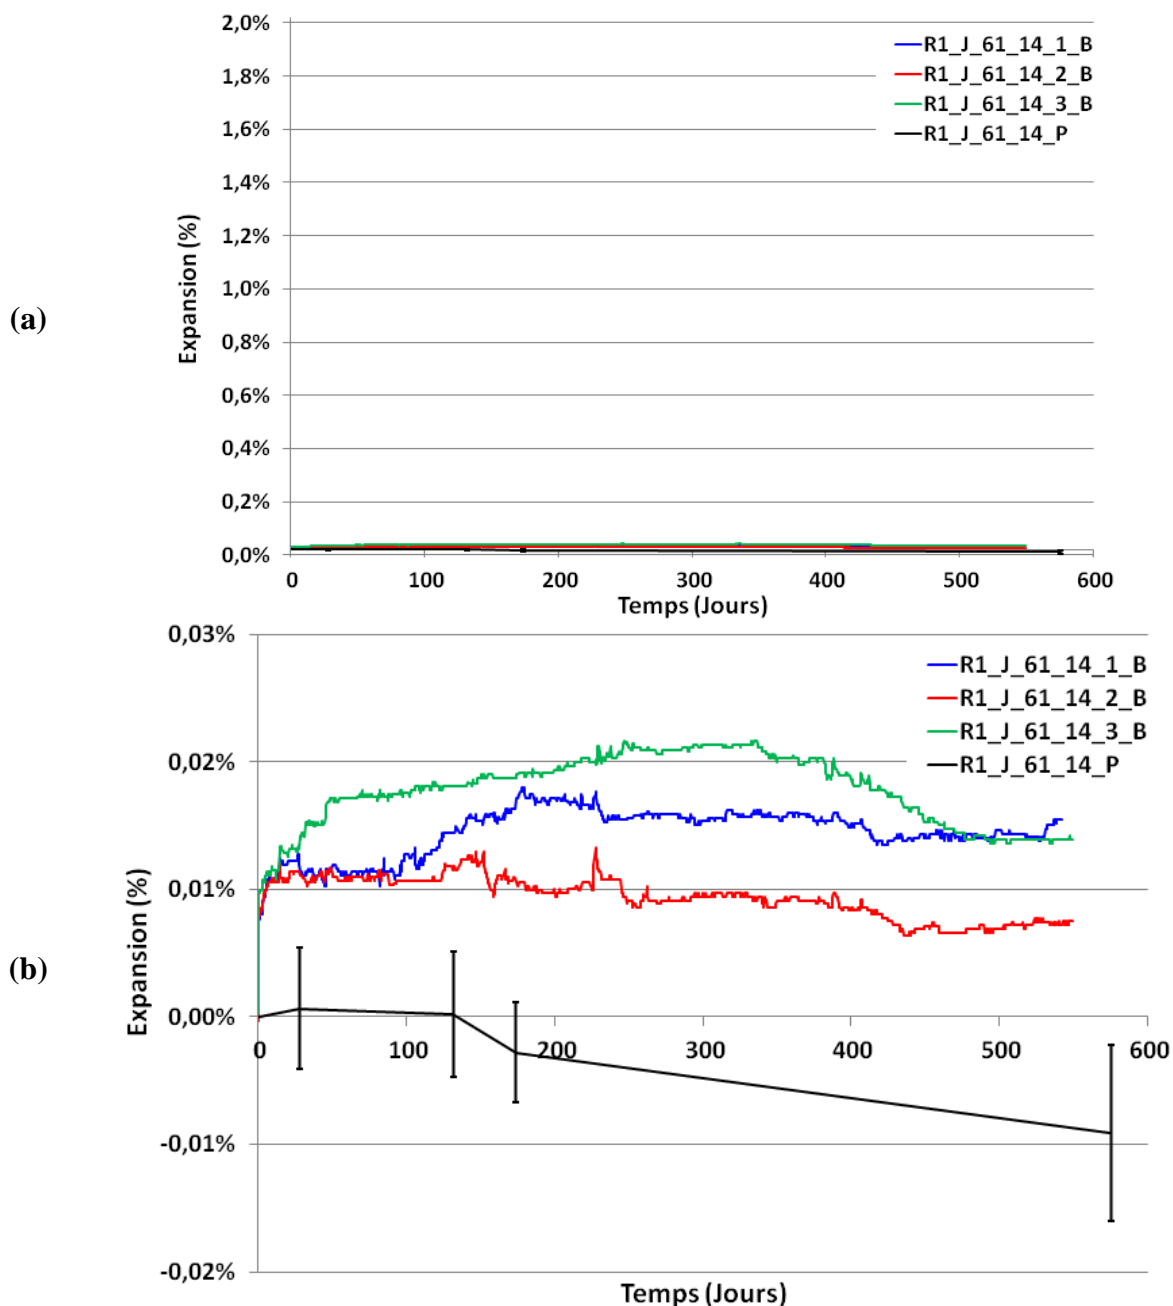 (a)
Expansion (%)
2,0%
1,8%
1,6%
1,4%
1,2%
1,0%
0,8%
0,6%
0,4%
0,2%
0,0%
R1_J_61_14_1_B
R1_J_61_14_2_B
R1_J_61_14_3_B
R1_J_61_14_P
0 100 200 300 400 500 600
Temps (Jours)
(b)
Expansion (%)
0,03%
0,02%
0,01%
0,00%
-0,01%
-0,02%
R1_J_61_14_1_B
R1_J_61_14_2_B
R1_J_61_14_3_B
R1_J_61_14_P
0 100 200 300 400 500 600
Temps (Jours)